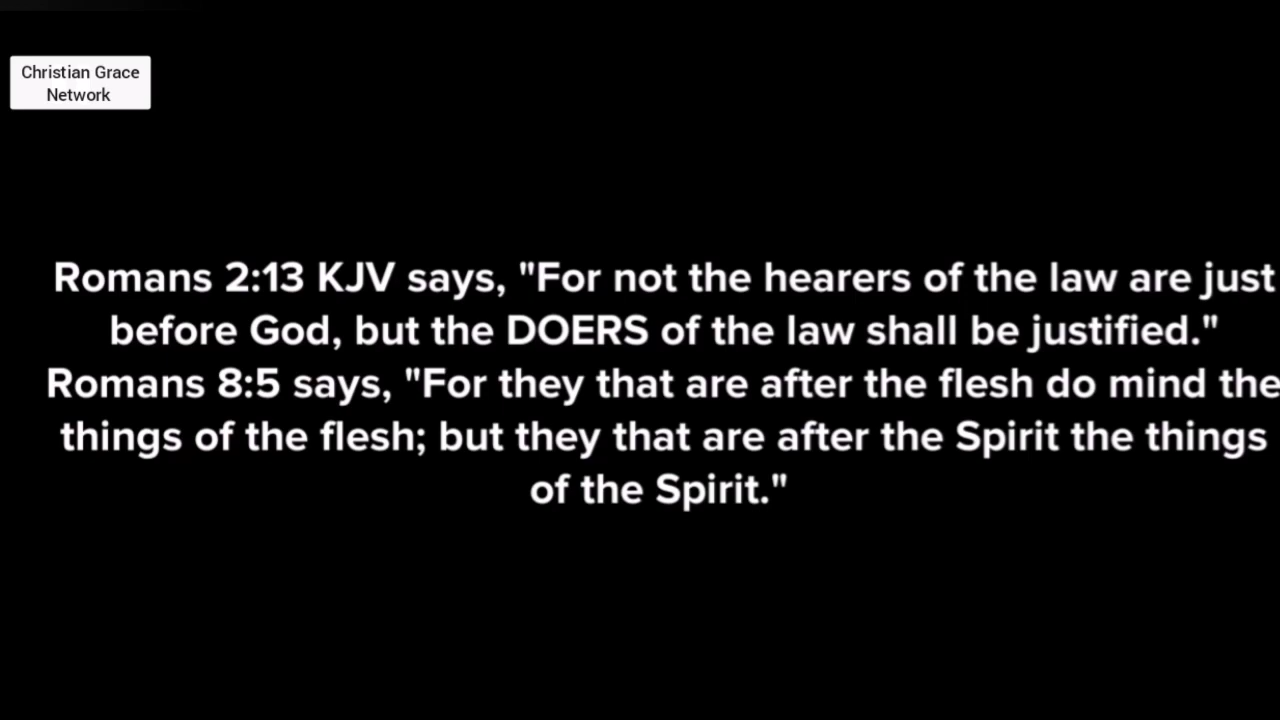 Christian Grace
Network
Romans 2:13 KJV says, "For not the hearers of the law are just
before God, but the DOERS of the law shall be justified."
Romans 8:5 says, "For they that are after the flesh do mind the
things of the flesh; but they that are after the Spirit the things
of the Spirit."